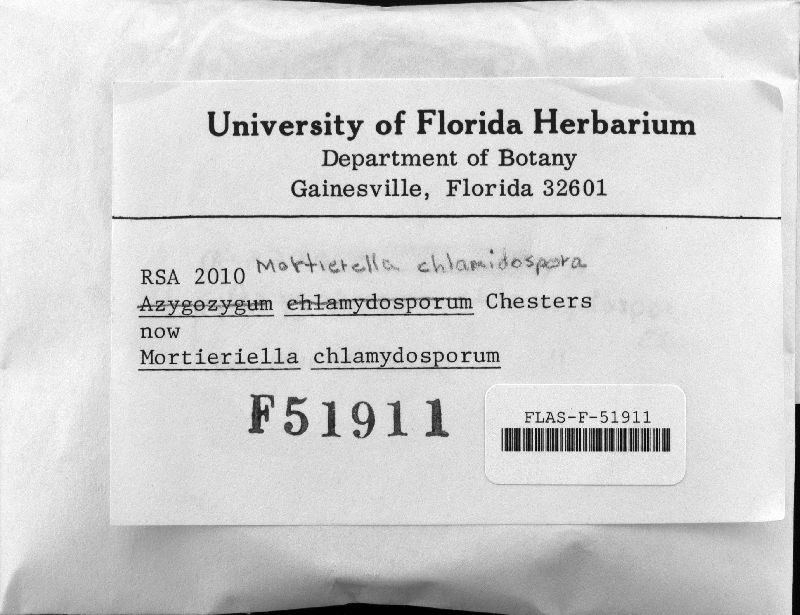 University of Florida Herbarium
Department of Botany
Gainesville, Florida 32601
RSA 2010 Mortierella chlamidospora
Azygozygum chlamydosporum Chesters
now
Mortieriella chlamydosporum
F51911
FLAS-F-51911